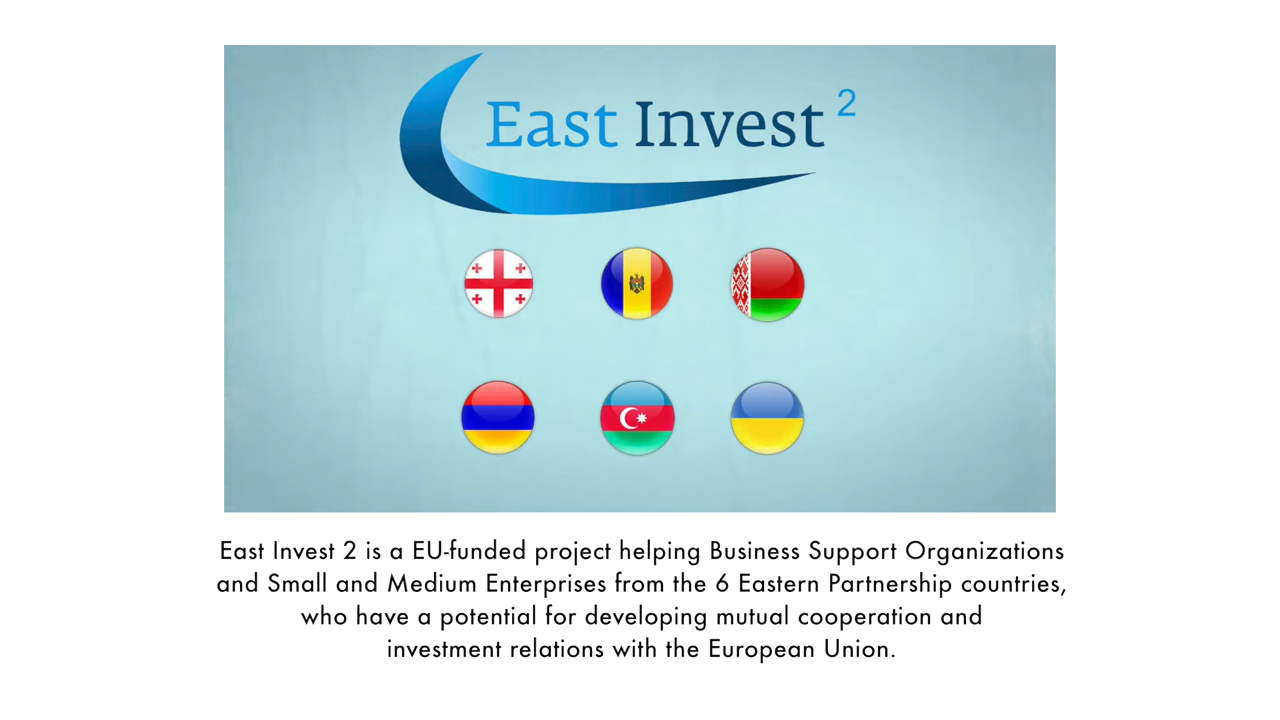 East Invest 2
East Invest 2 is a EU-funded project helping Business Support Organizations
and Small and Medium Enterprises from the 6 Eastern Partnership countries,
who have a potential for developing mutual cooperation and
investment relations with the European Union.